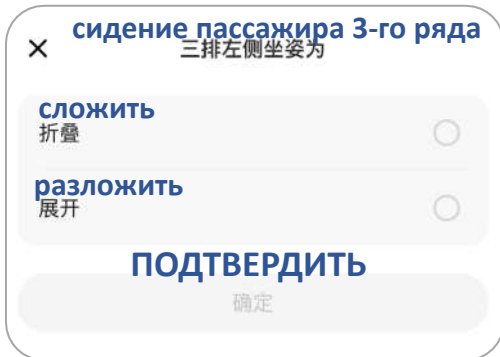 сидение пассажира 3-го ряда
三排左侧坐姿为
сложить
折叠
разложить
展开
ПОДТВЕРДИТЬ
确定